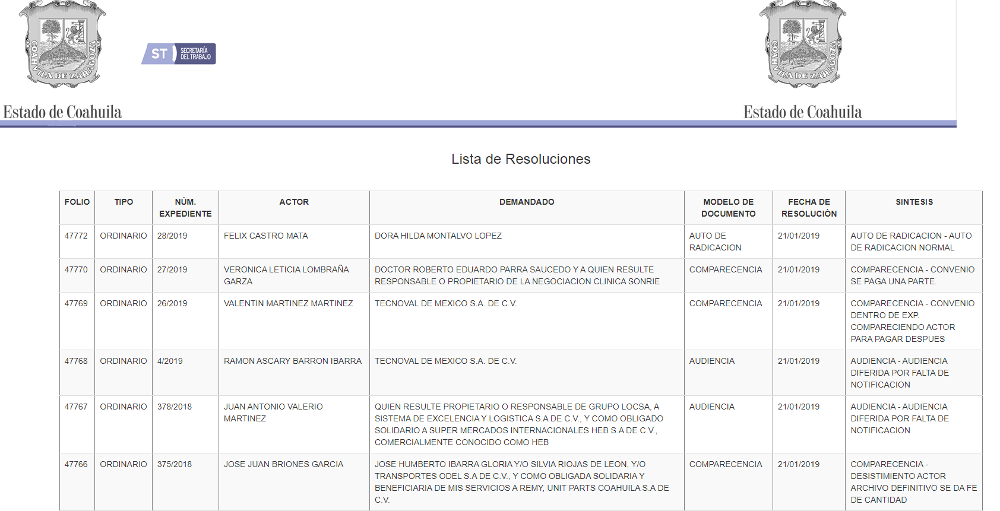 COAHVILA DE ZARAGOZA
ST SECRETARÍA
DEL TRABAJO
COAHVILA DE ZARAGOZA
Estado de Coahuila
Estado de Coahuila
Lista de Resoluciones
FOLIO TIPO NÚM. EXPEDIENTE ACTOR DEMANDADO MODELO DE DOCUMENTO FECHA DE RESOLUCIÓN SINTESIS
47772 ORDINARIO 28/2019 FELIX CASTRO MATA DORA HILDA MONTALVO LOPEZ AUTO DE 21/01/2019 AUTO DE RADICACION - AUTO
RADICACION DE RADICACION NORMAL
47770 ORDINARIO 27/2019 VERONICA LETICIA LOMBRAÑA DOCTOR ROBERTO EDUARDO PARRA SAUCEDO Y A QUIEN RESULTE COMPARECENCIA 21/01/2019 COMPARECENCIA - CONVENIO
GARZA RESPONSABLE O PROPIETARIO DE LA NEGOCIACION CLINICA SONRIE SE PAGA UNA PARTE.
47769 ORDINARIO 26/2019 VALENTIN MARTINEZ MARTINEZ TECNOVAL DE MEXICO S.A. DE C.V. COMPARECENCIA 21/01/2019 COMPARECENCIA - CONVENIO
DENTRO DE EXP.
COMPARECIENDO ACTOR
PARA PAGAR DESPUES
47768 ORDINARIO 4/2019 RAMON ASCARY BARRON IBARRA TECNOVAL DE MEXICO S.A. DE C.V. AUDIENCIA 21/01/2019 AUDIENCIA - AUDIENCIA
DIFERIDA POR FALTA DE
NOTIFICACION
47767 ORDINARIO 378/2018 JUAN ANTONIO VALERIO QUIEN RESULTE PROPIETARIO O RESPONSABLE DE GRUPO LOCSA, A AUDIENCIA 21/01/2019 AUDIENCIA - AUDIENCIA
MARTINEZ SISTEMA DE EXCELENCIA Y LOGISTICA S.A DE C.V., Y COMO OBLIGADO DIFERIDA POR FALTA DE
SOLIDARIO A SUPER MERCADOS INTERNACIONALES HEB S.A DE C.V., NOTIFICACION
COMERCIALMENTE CONOCIDO COMO HEB
47766 ORDINARIO 375/2018 JOSE JUAN BRIONES GARCIA JOSE HUMBERTO IBARRA GLORIA Y/O SILVIA RIOJAS DE LEON, Y/O COMPARECENCIA 21/01/2019 COMPARECENCIA -
TRANSPORTES ODEL S.A DE C.V., Y COMO OBLIGADA SOLIDARIA Y DESISTIMIENTO ACTOR
BENEFICIARIA DE MIS SERVICIOS A REMY, UNIT PARTS COAHUILA S.A DE ARCHIVO DEFINITIVO SE DA FE
C.V. DE CANTIDAD